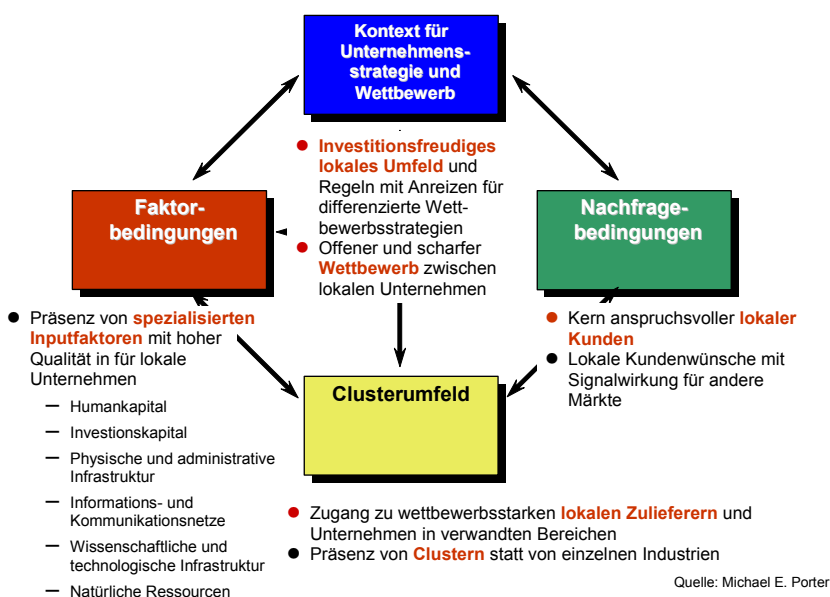 Kontext für
Unternehmens-
strategie und
Wettbewerb
● Investitionsfreudiges
lokales Umfeld und
Regeln mit Anreizen für
differenzierte Wett-
bewerbsstrategien
● Offener und scharfer
Wettbewerb zwischen
lokalen Unternehmen
Faktor-
bedingungen
Nachfrage-
bedingungen
● Präsenz von spezialisierten
Inputfaktoren mit hoher
Qualität in für lokale
Unternehmen
— Humankapital
— Investionskapital
— Physische und administrative
Infrastruktur
— Informations- und
Kommunikationsnetze
— Wissenschaftliche und
technologische Infrastruktur
— Natürliche Ressourcen
● Kern anspruchsvoller lokaler
Kunden
● Lokale Kundenwünsche mit
Signalwirkung für andere
Märkte
Clusterumfeld
● Zugang zu wettbewerbsstarken lokalen Zulieferern und
Unternehmen in verwandten Bereichen
● Präsenz von Clustern statt von einzelnen Industrien
Quelle: Michael E. Porter